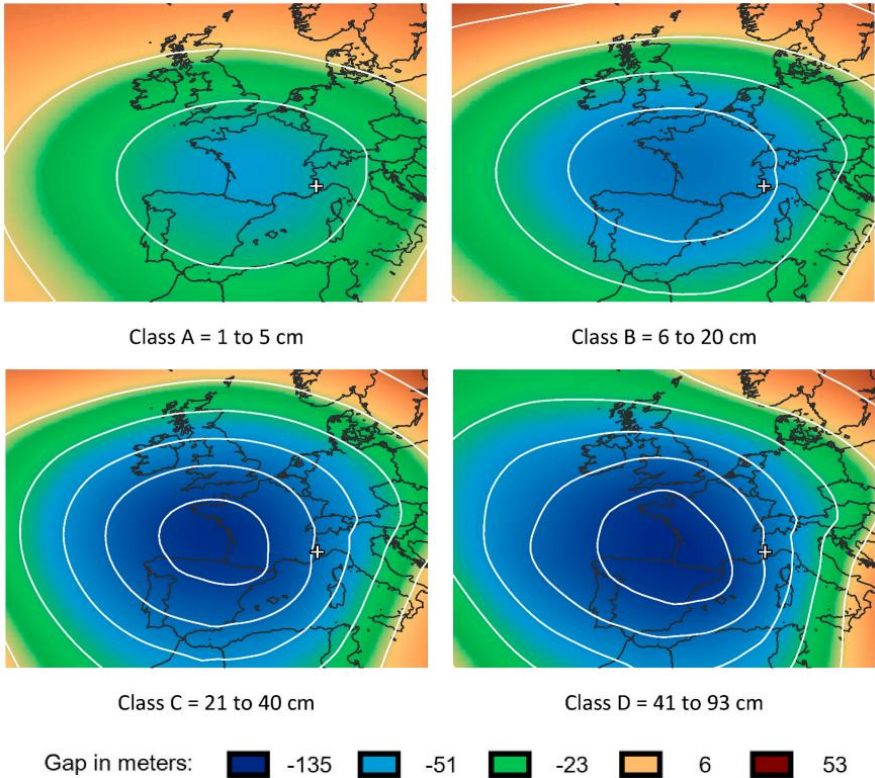 Class A = 1 to 5 cm
Class B = 6 to 20 cm
Class C = 21 to 40 cm
Class D = 41 to 93 cm
Gap in meters: -135 -51 -23 6 53